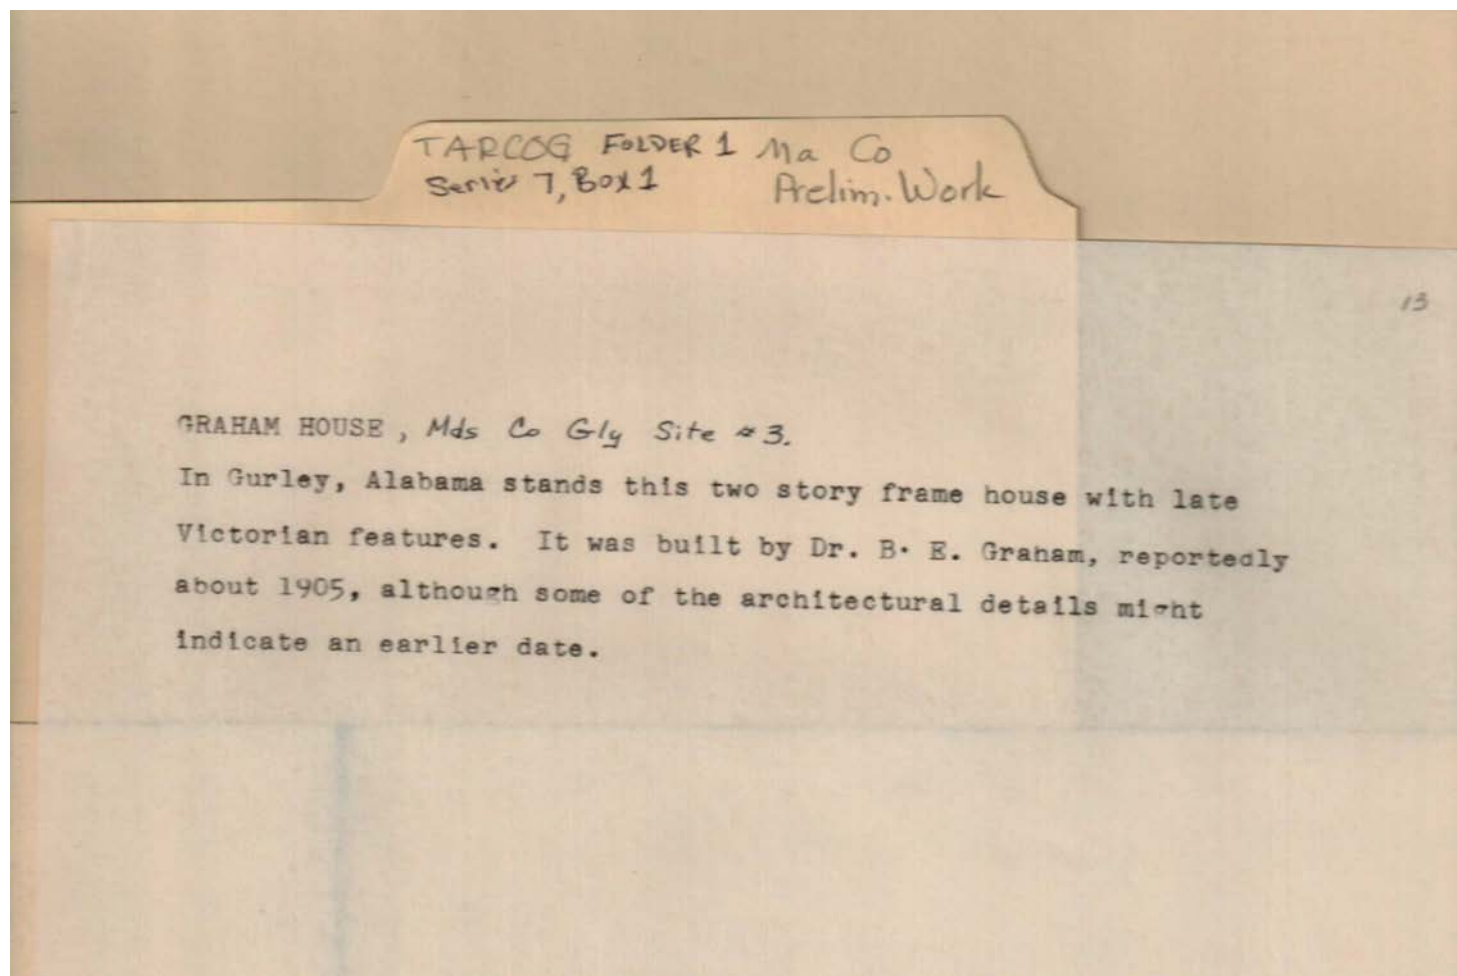 TARCOG FOLDER 1 Ma Co
Series 7, Box 1 Prelim. Work
13
GRAHAM HOUSE, Mds Co Gly Site #3.
In Gurley, Alabama stands this two story frame house with late
Victorian features. It was built by Dr. B. E. Graham, reportedly
about 1905, although some of the architectural details might
indicate an earlier date.